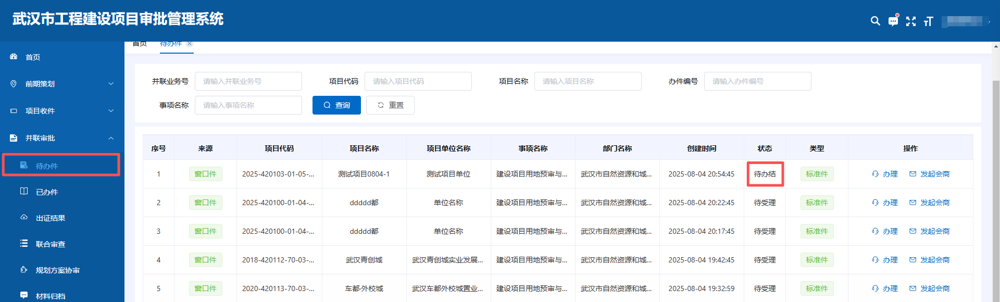 武汉市工程建设项目审批管理系统
首页
前期策划
项目收件
并联审批
待办件
已办件
出证结果
联合审查
规划方案协审
材料归档
首页 待办件
并联业务号 请输入并联业务号 项目代码 请输入项目代码 项目名称 请输入项目名称 办件编号 请输入办件编号
事项名称 请输入事项名称 查询 重置
序号 来源 项目代码 项目名称 项目单位名称 事项名称 部门名称 创建时间 状态 类型 操作
1 窗口件 2025-420103-01-05-... 测试项目0804-1 测试项目单位 建设项目用地预审与... 武汉市自然资源和城... 2025-08-04 20:54:45 待办结 标准件 办理 发起会商
2 窗口件 2025-420100-01-04-... ddddd都 单位名称 建设项目用地预审与... 武汉市自然资源和城... 2025-08-04 20:22:45 待受理 标准件 办理 发起会商
3 窗口件 2025-420100-01-04-... ddddd都 单位名称 建设项目用地预审与... 武汉市自然资源和城... 2025-08-04 20:17:45 待受理 标准件 办理 发起会商
4 窗口件 2018-420112-70-03-... 武汉青创城 武汉青创城实业发展... 建设项目用地预审与... 武汉市自然资源和城... 2025-08-04 19:42:45 待受理 标准件 办理 发起会商
5 窗口件 2020-420113-70-03-... 车都·外校城 武汉车都外校城置业... 建设项目用地预审与... 武汉市自然资源和城... 2025-08-04 19:32:59 待受理 标准件 办理 发起会商